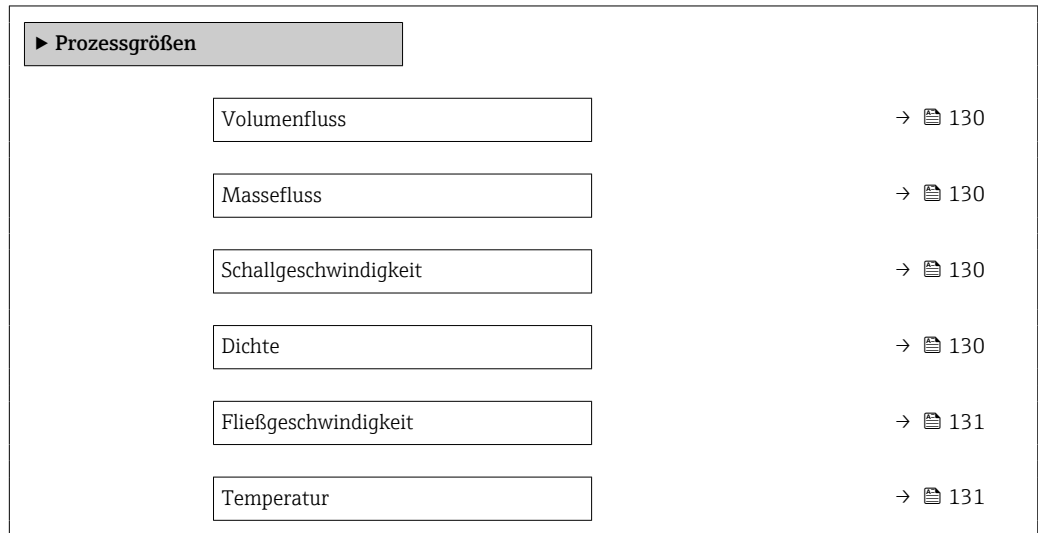 ▶ Prozessgrößen
Volumenfluss → 130
Massefluss → 130
Schallgeschwindigkeit → 130
Dichte → 130
Fließgeschwindigkeit → 131
Temperatur → 131